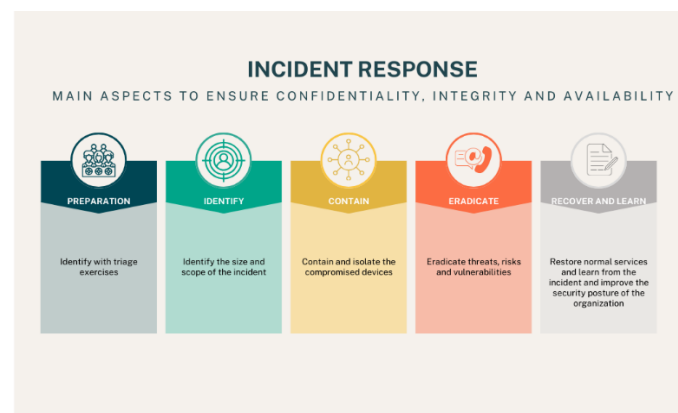 INCIDENT RESPONSE
MAIN ASPECTS TO ENSURE CONFIDENTIALITY, INTEGRITY AND AVAILABILITY
PREPARATION
Identify with triage
exercises
IDENTIFY
Identify the size and
scope of the incident
CONTAIN
Contain and isolate the
compromised devices
ERADICATE
Eradicate threats, risks
and vulnerabilities
RECOVER AND LEARN
Restore normal services
and learn from the
incident and improve the
security posture of the
organization